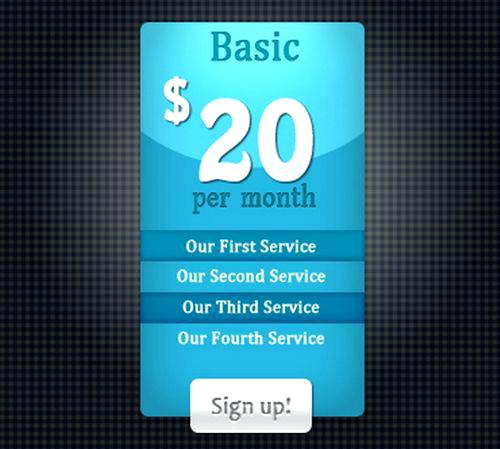 Basic
$20
per month
Our First Service
Our Second Service
Our Third Service
Our Fourth Service
Sign up!